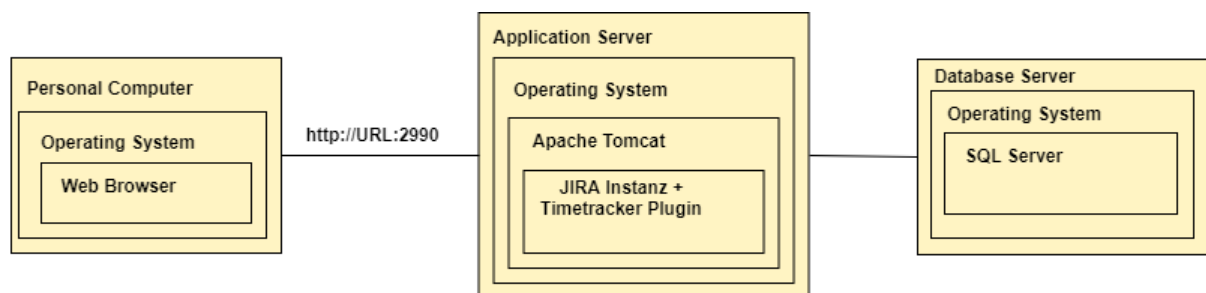 Personal Computer
Operating System
Web Browser
http://URL:2990
Application Server
Operating System
Apache Tomcat
JIRA Instanz +
Timetracker Plugin
Database Server
Operating System
SQL Server